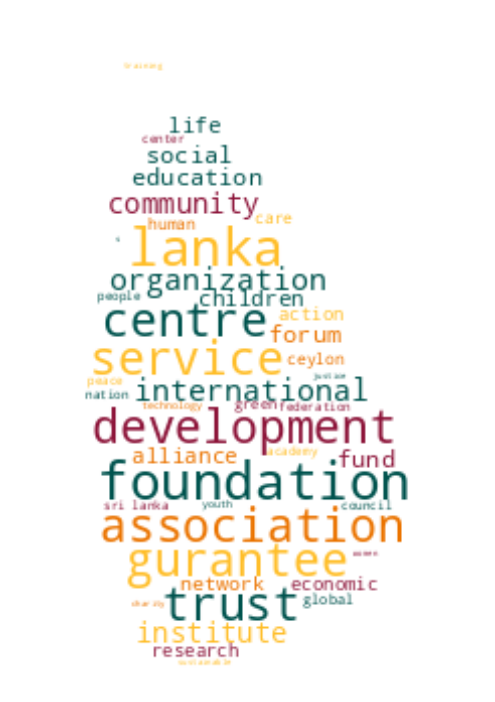 training
life
center
social
education
community
care
human
s
lanka
organization
people children
centre action
forum
service ceylon
justice
peace
nation international
technology green federation
development
academy
alliance fund
foundation
sri lanka youth council
association
gurantee women
network economic
charity trust global
institute
research
sustainable